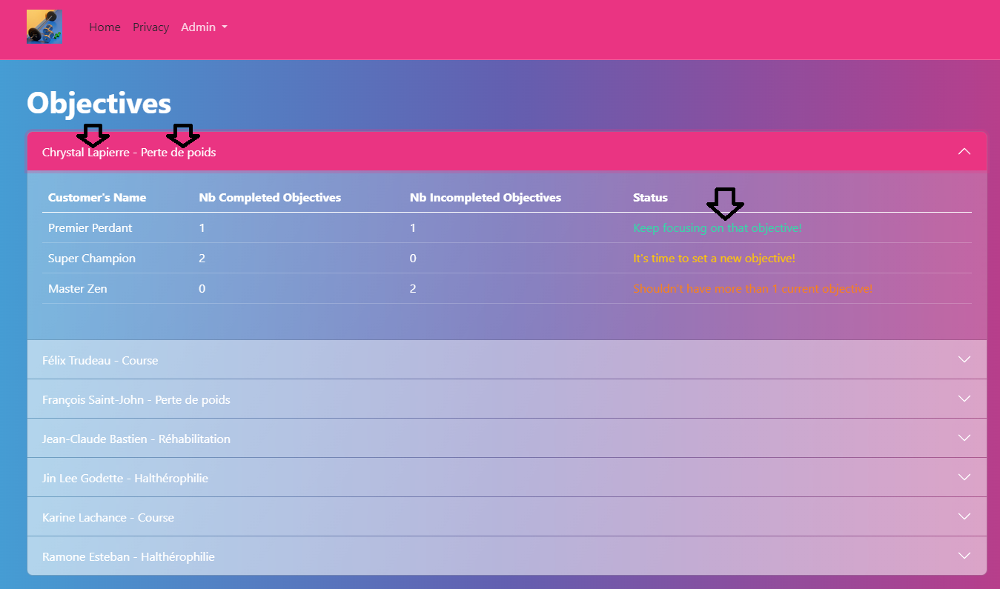 Home Privacy Admin
Objectives
Chrystal Lapierre - Perte de poids
Customer's Name Nb Completed Objectives Nb Incompleted Objectives Status
Premier Perdant 1 1 Keep focusing on that objective!
Super Champion 2 0 It's time to set a new objective!
Master Zen 0 2 Shouldn't have more than 1 current objective!
Félix Trudeau - Course
François Saint-John - Perte de poids
Jean-Claude Bastien - Réhabilitation
Jin Lee Godette - Halthérophilie
Karine Lachance - Course
Ramone Esteban - Halthérophilie